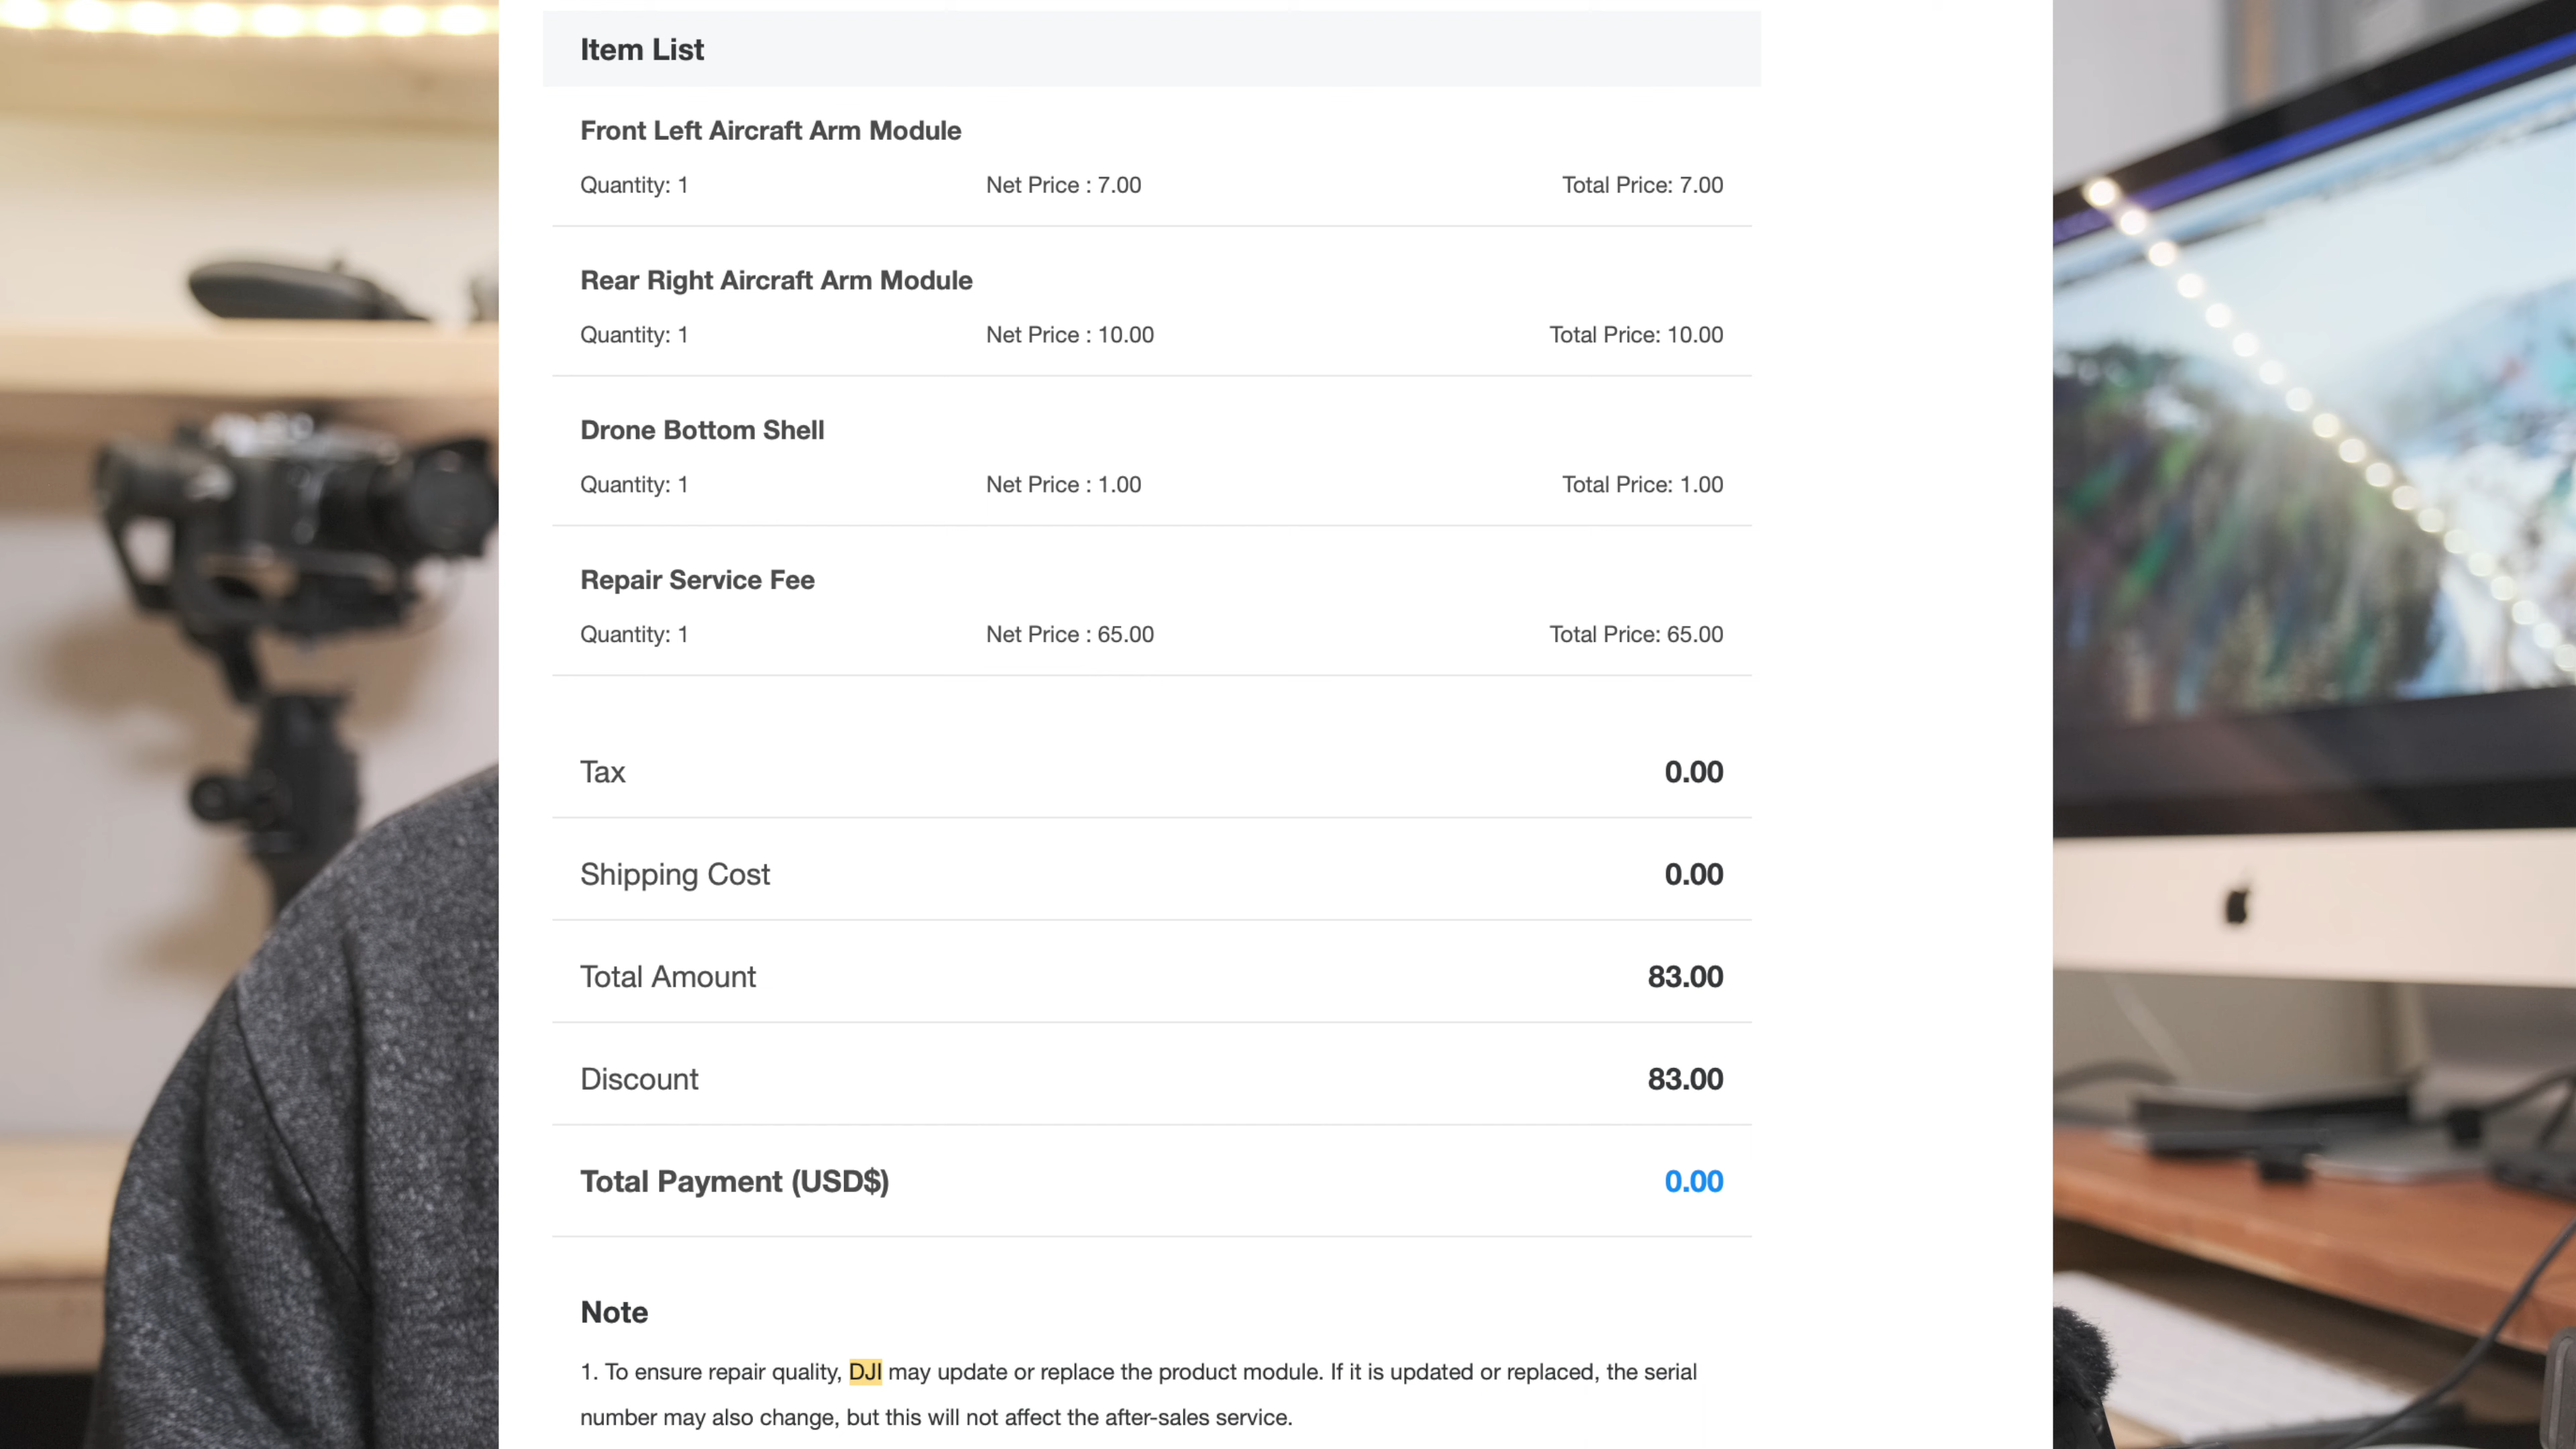 Item List
Front Left Aircraft Arm Module
Quantity: 1 Net Price : 7.00 Total Price: 7.00
Rear Right Aircraft Arm Module
Quantity: 1 Net Price : 10.00 Total Price: 10.00
Drone Bottom Shell
Quantity: 1 Net Price : 1.00 Total Price: 1.00
Repair Service Fee
Quantity: 1 Net Price : 65.00 Total Price: 65.00
Tax 0.00
Shipping Cost 0.00
Total Amount 83.00
Discount 83.00
Total Payment (USD$) 0.00
Note
1. To ensure repair quality, DJI may update or replace the product module. If it is updated or replaced, the serial
number may also change, but this will not affect the after-sales service.